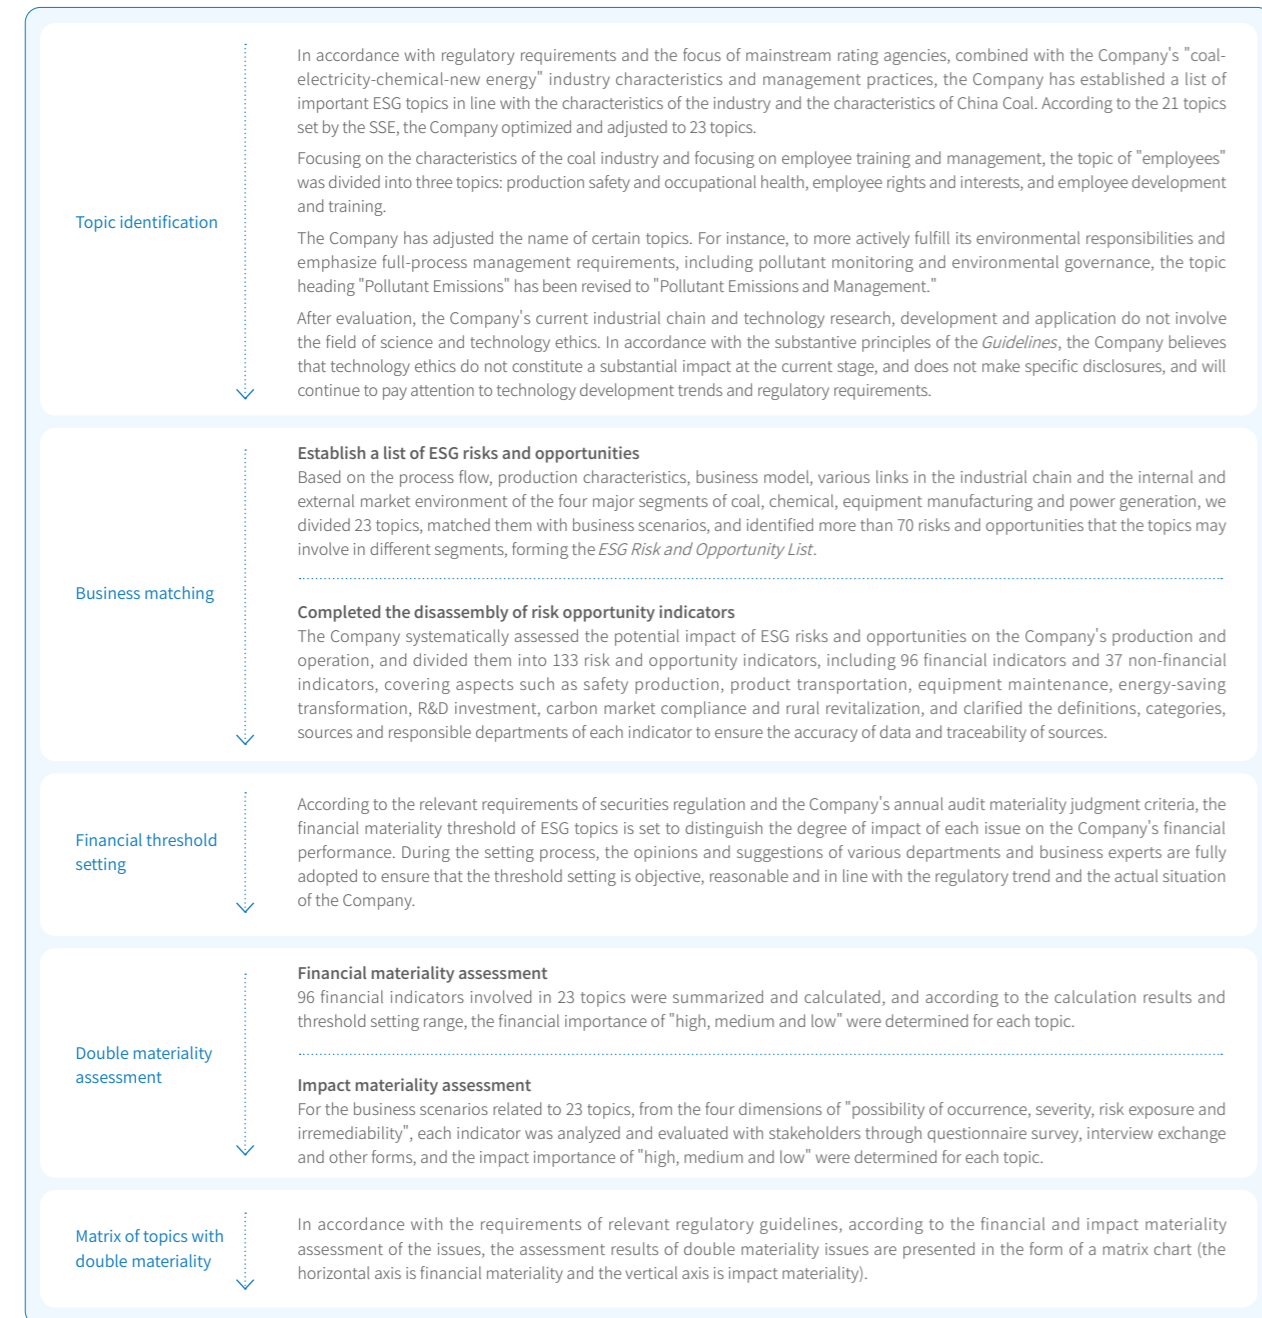 Topic identification
In accordance with regulatory requirements and the focus of mainstream rating agencies, combined with the Company's "coal-
electricity-chemical-new energy" industry characteristics and management practices, the Company has established a list of
important ESG topics in line with the characteristics of the industry and the characteristics of China Coal. According to the 21 topics
set by the SSE, the Company optimized and adjusted to 23 topics.
Focusing on the characteristics of the coal industry and focusing on employee training and management, the topic of "employees"
was divided into three topics: production safety and occupational health, employee rights and interests, and employee development
and training.
The Company has adjusted the name of certain topics. For instance, to more actively fulfill its environmental responsibilities and
emphasize full-process management requirements, including pollutant monitoring and environmental governance, the topic
heading "Pollutant Emissions" has been revised to "Pollutant Emissions and Management."
After evaluation, the Company's current industrial chain and technology research, development and application do not involve
the field of science and technology ethics. In accordance with the substantive principles of the Guidelines, the Company believes
that technology ethics do not constitute a substantial impact at the current stage, and does not make specific disclosures, and will
continue to pay attention to technology development trends and regulatory requirements.
Business matching
Establish a list of ESG risks and opportunities
Based on the process flow, production characteristics, business model, various links in the industrial chain and the internal and
external market environment of the four major segments of coal, chemical, equipment manufacturing and power generation, we
divided 23 topics, matched them with business scenarios, and identified more than 70 risks and opportunities that the topics may
involve in different segments, forming the ESG Risk and Opportunity List.
Completed the disassembly of risk opportunity indicators
The Company systematically assessed the potential impact of ESG risks and opportunities on the Company's production and
operation, and divided them into 133 risk and opportunity indicators, including 96 financial indicators and 37 non-financial
indicators, covering aspects such as safety production, product transportation, equipment maintenance, energy-saving
transformation, R&D investment, carbon market compliance and rural revitalization, and clarified the definitions, categories,
sources and responsible departments of each indicator to ensure the accuracy of data and traceability of sources.
Financial threshold
setting
According to the relevant requirements of securities regulation and the Company's annual audit materiality judgment criteria, the
financial materiality threshold of ESG topics is set to distinguish the degree of impact of each issue on the Company's financial
performance. During the setting process, the opinions and suggestions of various departments and business experts are fully
adopted to ensure that the threshold setting is objective, reasonable and in line with the regulatory trend and the actual situation
of the Company.
Double materiality
assessment
Financial materiality assessment
96 financial indicators involved in 23 topics were summarized and calculated, and according to the calculation results and
threshold setting range, the financial importance of "high, medium and low" were determined for each topic.
Impact materiality assessment
For the business scenarios related to 23 topics, from the four dimensions of "possibility of occurrence, severity, risk exposure and
irremediability", each indicator was analyzed and evaluated with stakeholders through questionnaire survey, interview exchange
and other forms, and the impact importance of "high, medium and low" were determined for each topic.
Matrix of topics with
double materiality
In accordance with the requirements of relevant regulatory guidelines, according to the financial and impact materiality
assessment of the issues, the assessment results of double materiality issues are presented in the form of a matrix chart (the
horizontal axis is financial materiality and the vertical axis is impact materiality).